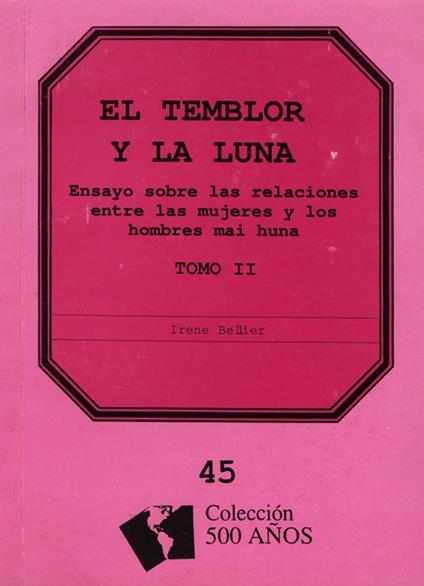 EL TEMBLOR
Y LA LUNA
Ensayo sobre las relaciones
entre las mujeres y los
hombres mai huna
TOMO II
Irene Bellier
45
Colección
500 AÑOS